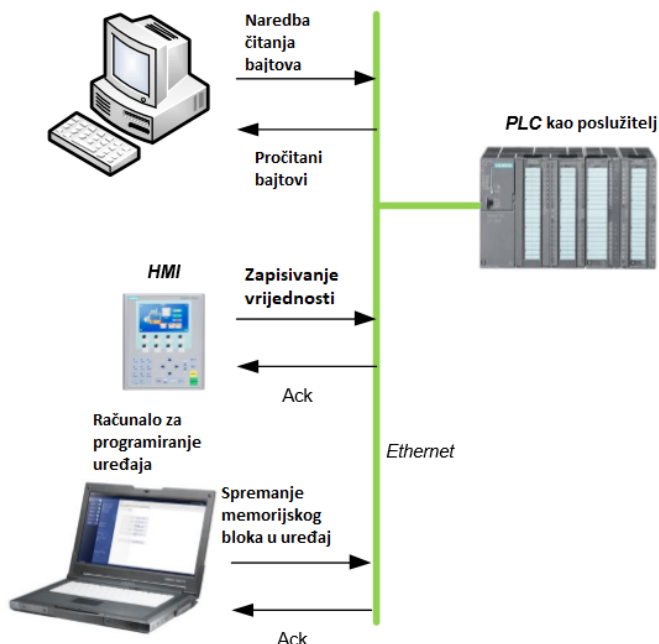 Naredba
čitanja
bajtova
PLC kao poslužitelj
Pročitani
bajtovi
SIEMENS
HMI
Zapisivanje
vrijednosti
Ack
Računalo za
programiranje
uređaja
Ethernet
Spremanje
memorijskog
bloka u uređaj
Ack